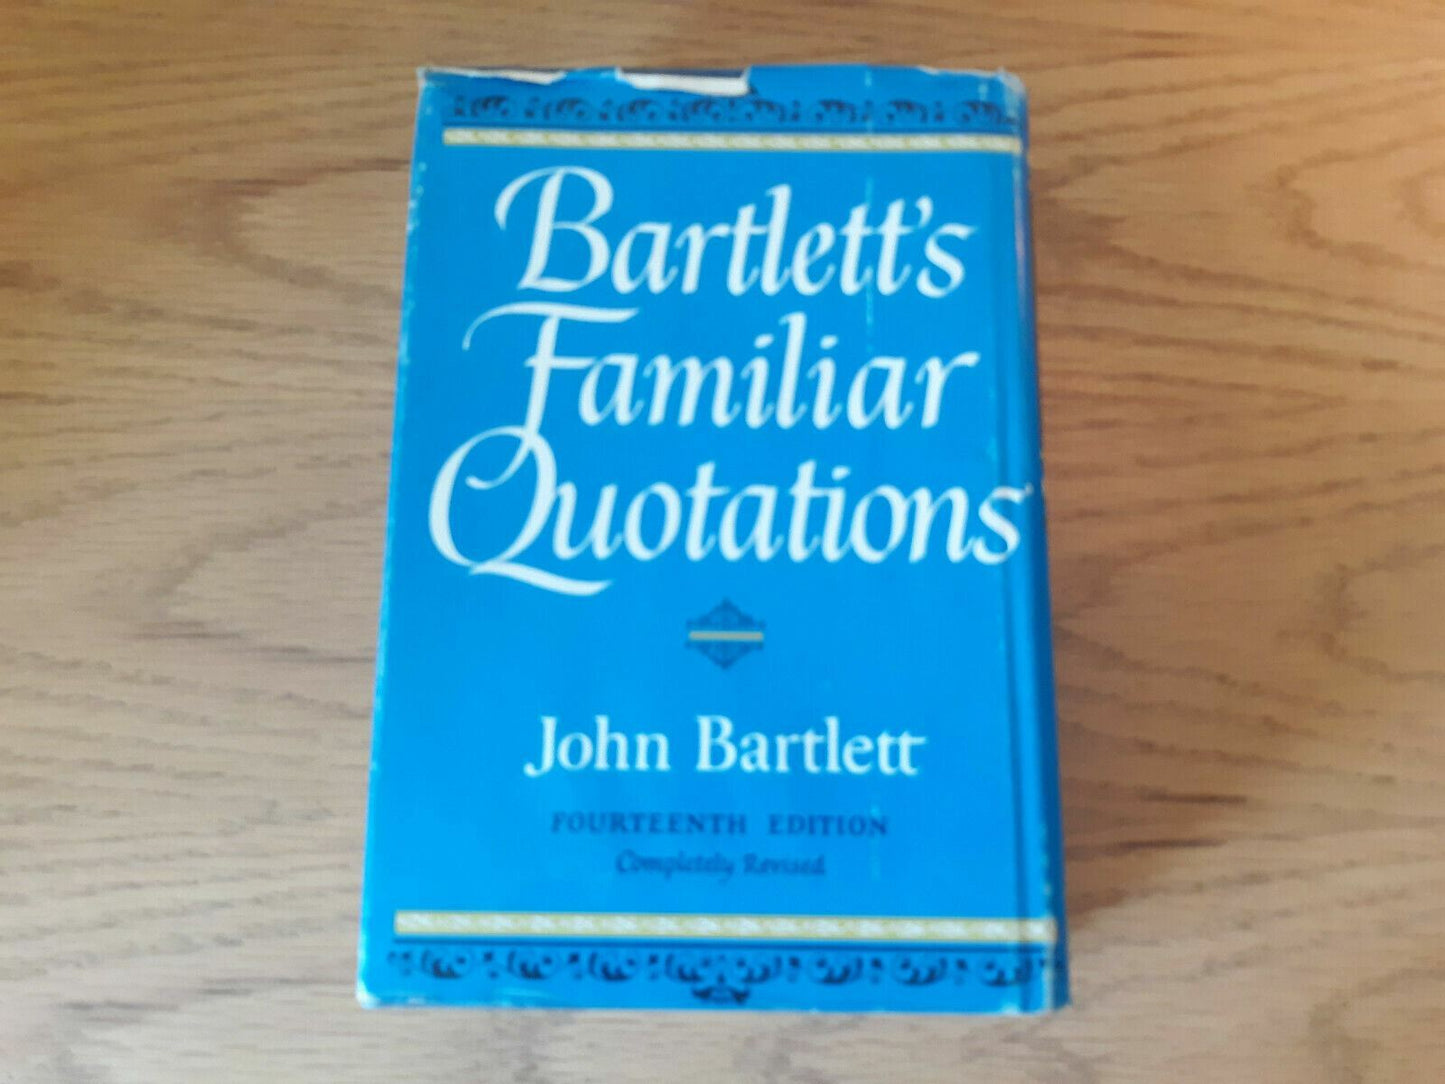 Bartlett's
Familiar
Quotations
John Bartlett
FOURTEENTH EDITION
Completely Revised